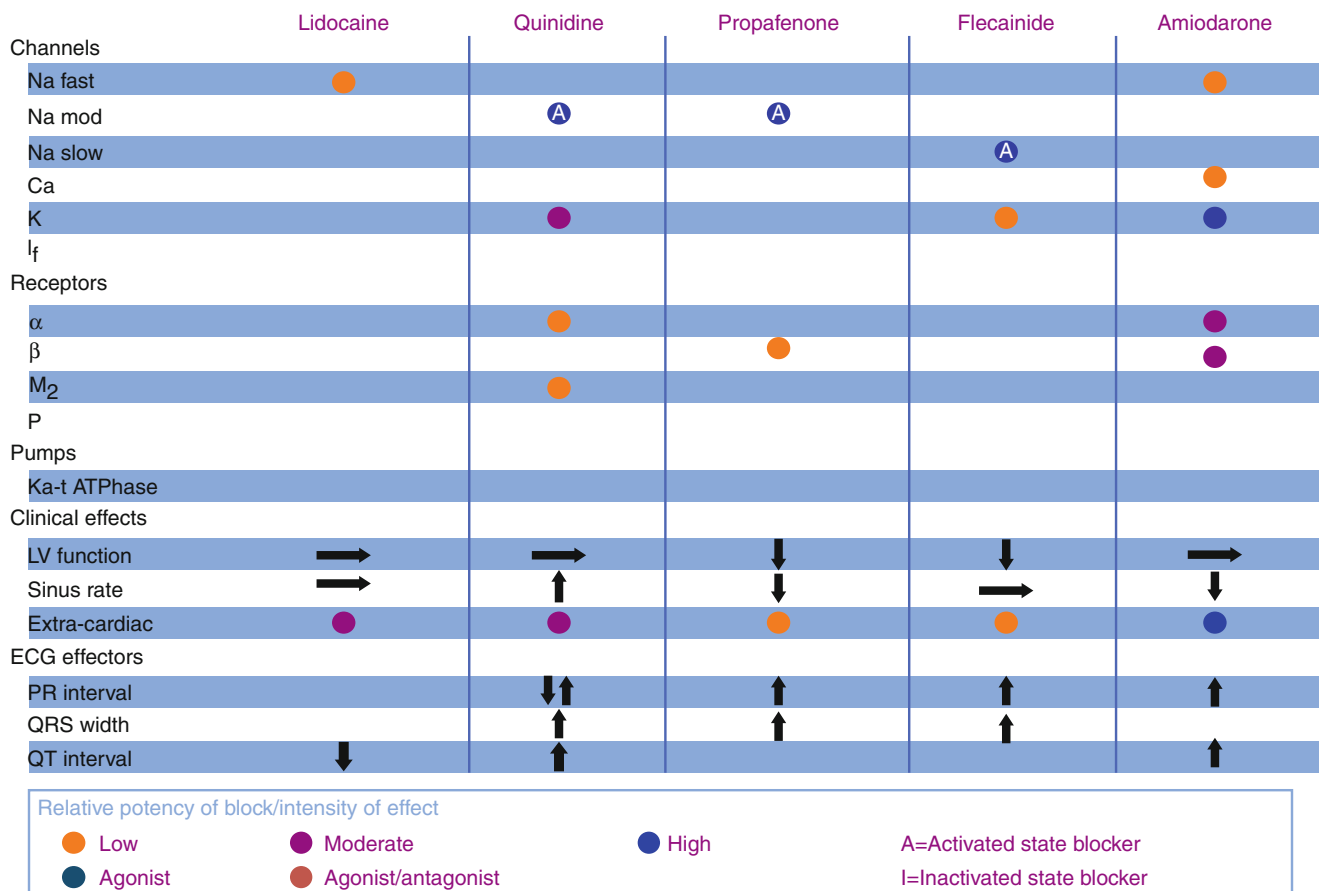 Lidocaine Quinidine Propafenone Flecainide Amiodarone
Channels
Na fast
Na mod A A
Na slow A
Ca
K
If
Receptors
α
β
M2
P
Pumps
Ka-t ATPhase
Clinical effects
LV function
Sinus rate
Extra-cardiac
ECG effectors
PR interval
QRS width
QT interval
Relative potency of block/intensity of effect
Low Moderate High A=Activated state blocker
Agonist Agonist/antagonist I=Inactivated state blocker